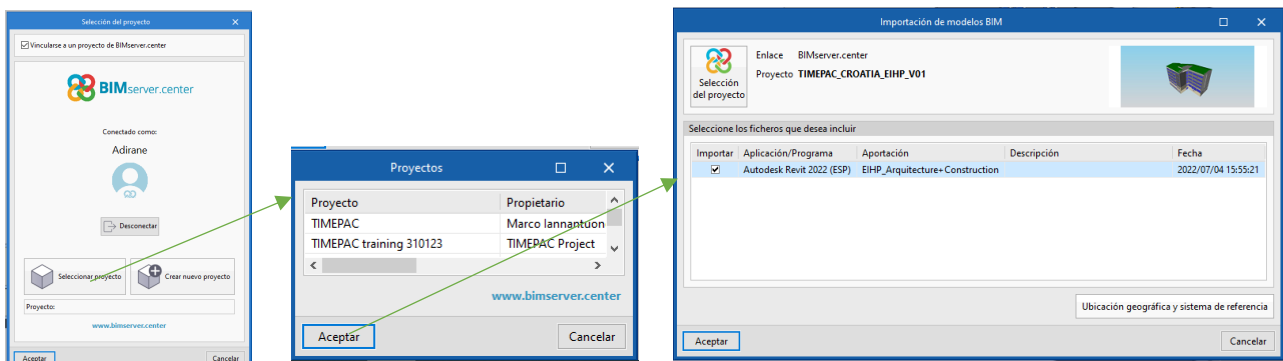 Selección del proyecto
Vincularse a un proyecto de BIMserver.center
BIMserver.center
Conectado como:
Adirane
Desconectar
Seleccionar proyecto
Crear nuevo proyecto
Proyecto:
www.bimserver.center
Aceptar
Cancelar
Proyectos
Proyecto Propietario
TIMEPAC Marco Iannantuon
TIMEPAC training 310123 TIMEPAC Project
www.bimserver.center
Aceptar
Cancelar
Importación de modelos BIM
Selección del proyecto
Enlace BIMserver.center
Proyecto TIMEPAC_CROATIA_EIHP_V01
Seleccione los ficheros que desea incluir
Importar Aplicación/Programa Aportación Descripción Fecha
Autodesk Revit 2022 (ESP) EIHP_Arquitecture+Construction 2022/07/04 15:55:21
Ubicación geográfica y sistema de referencia
Aceptar
Cancelar